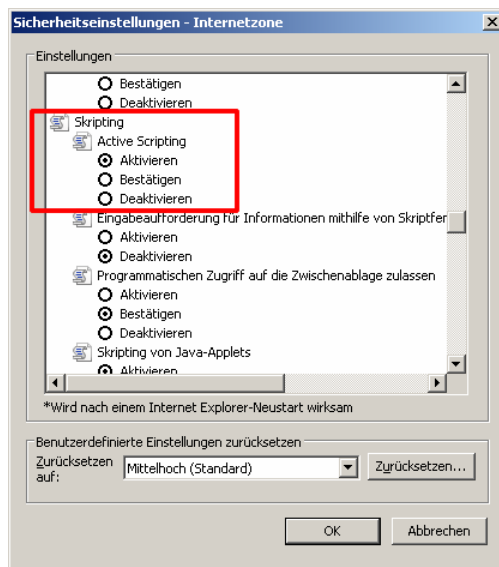 Sicherheitseinstellungen - Internetzone
Einstellungen
Bestätigen
Deaktivieren
Skripting
Active Scripting
Aktivieren
Bestätigen
Deaktivieren
Eingabeaufforderung für Informationen mithilfe von Skriptfer
Aktivieren
Deaktivieren
Programmatischen Zugriff auf die Zwischenablage zulassen
Aktivieren
Bestätigen
Deaktivieren
Skripting von Java-Applets
Aktivieren
*Wird nach einem Internet Explorer-Neustart wirksam
Benutzerdefinierte Einstellungen zurücksetzen
Zurücksetzen
auf:
Mittelhoch (Standard)
Zurücksetzen...
OK
Abbrechen